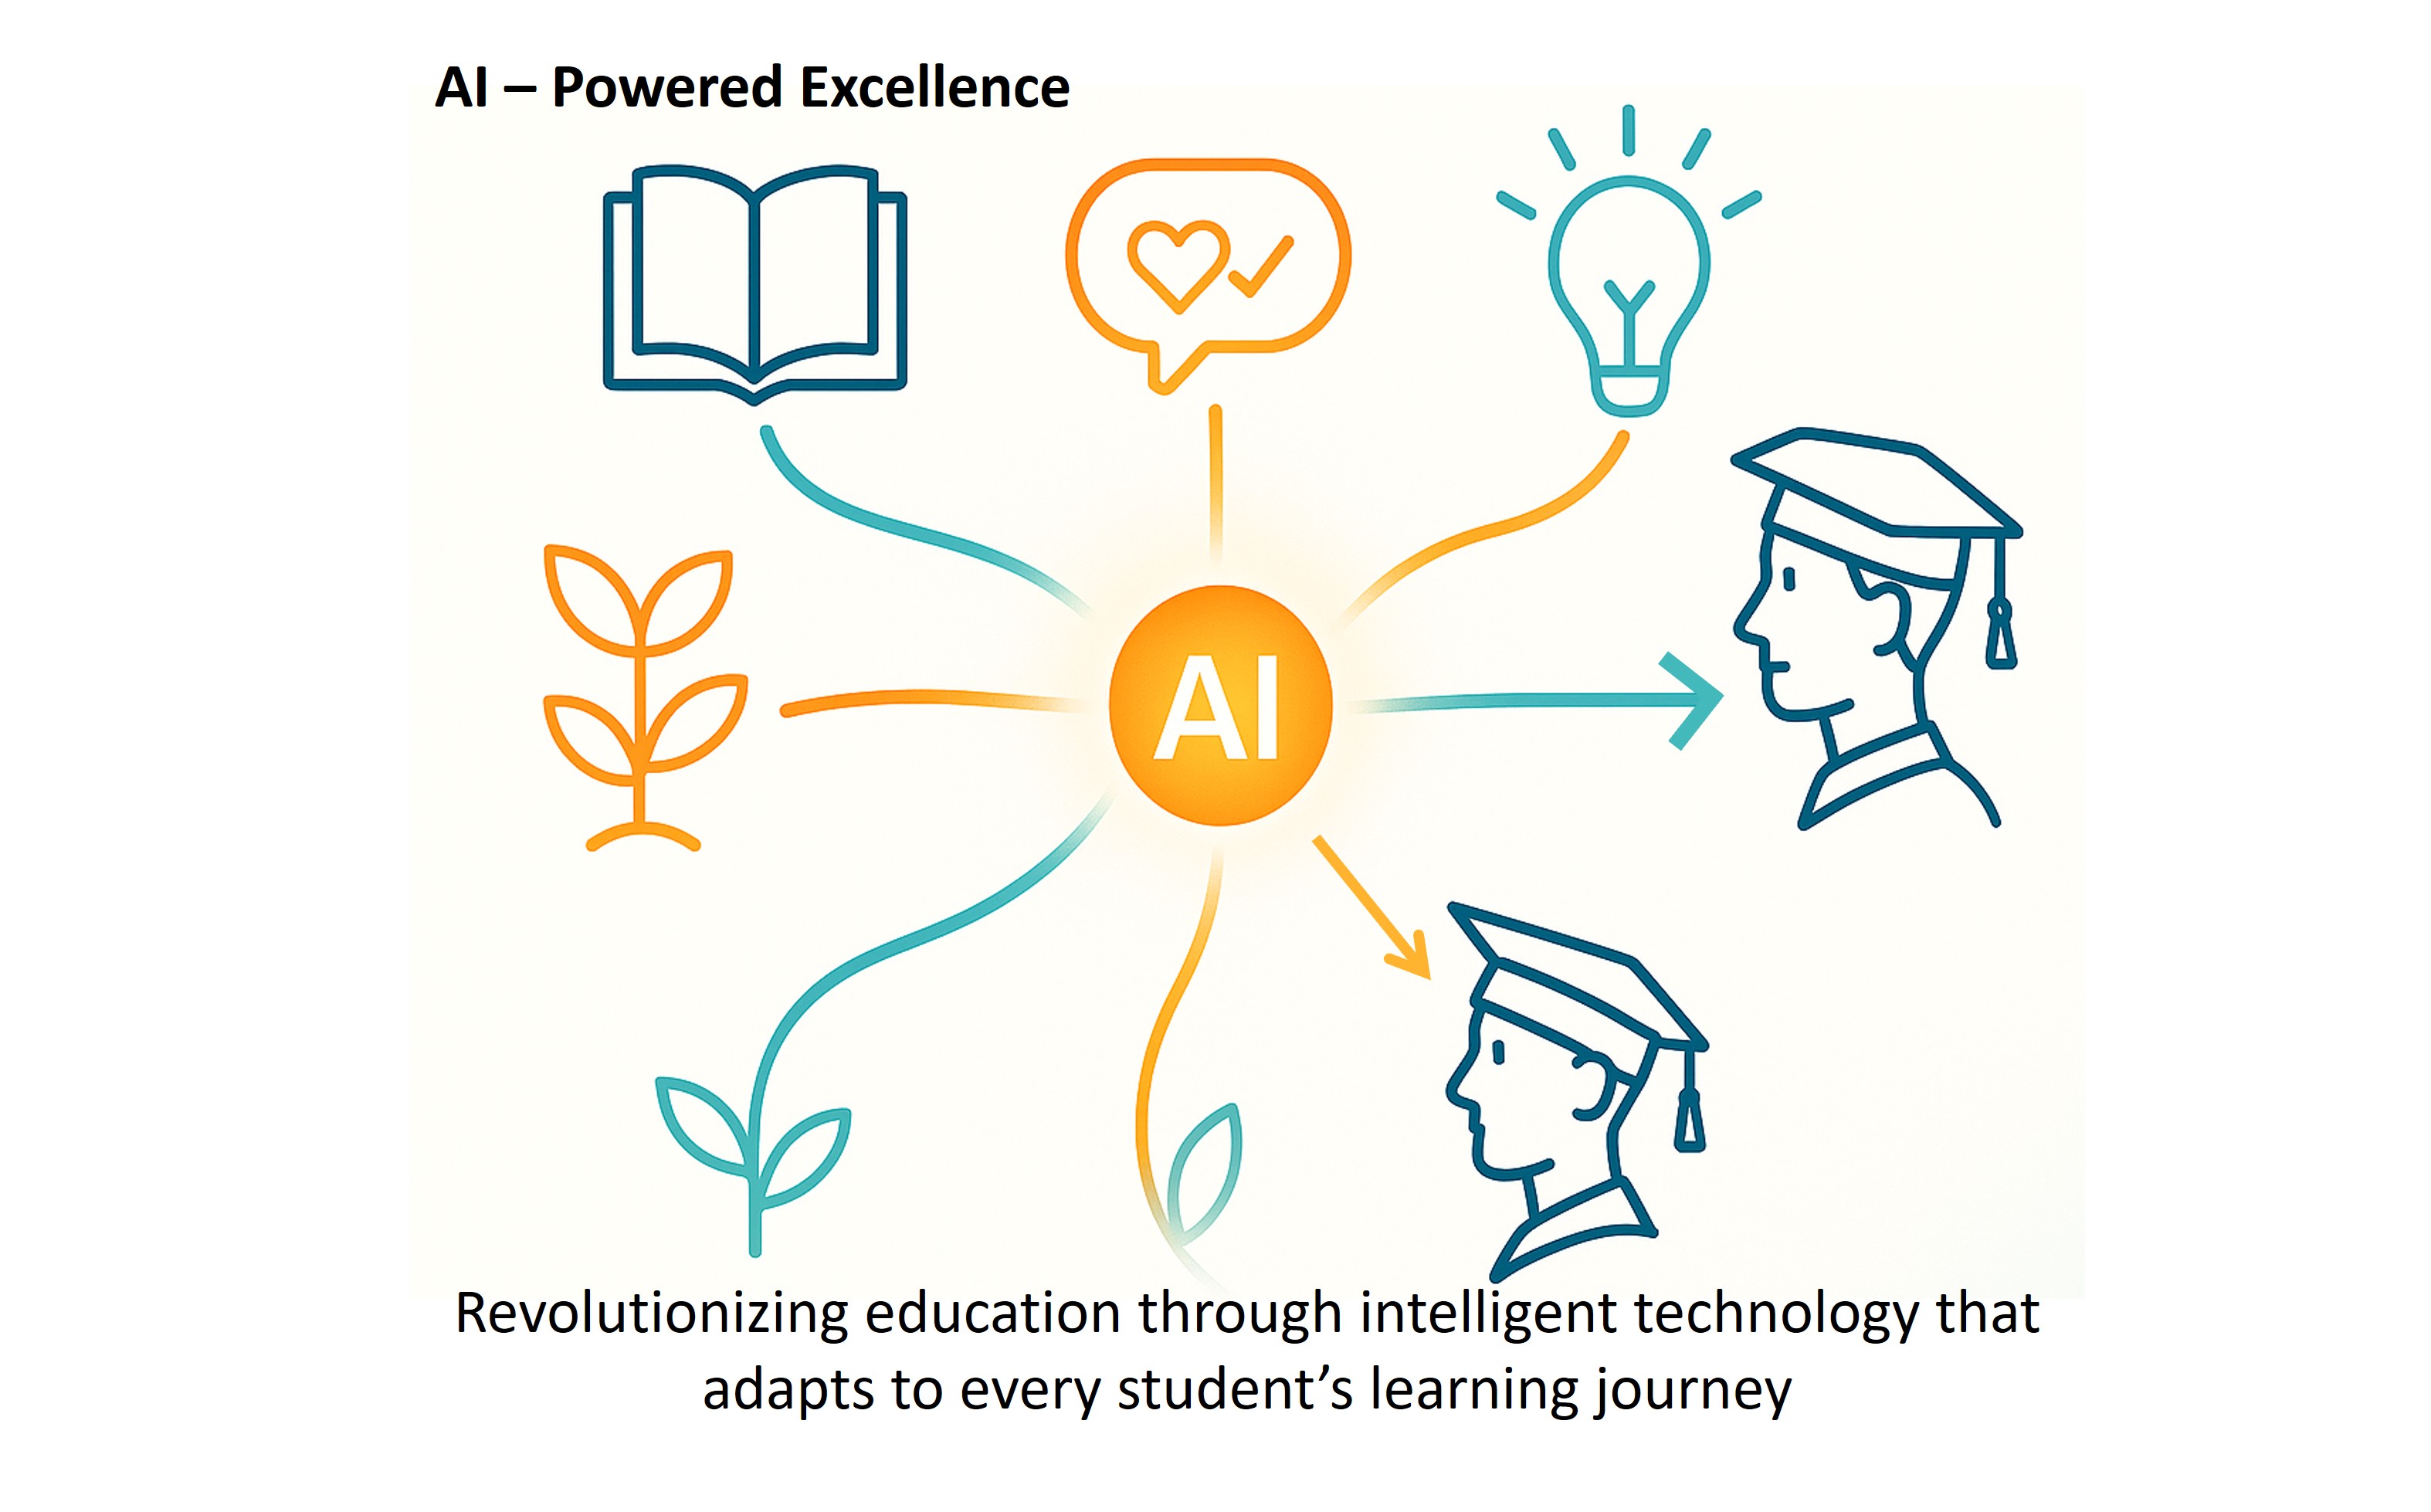 AI – Powered Excellence
AI
Revolutionizing education through intelligent technology that
adapts to every student’s learning journey